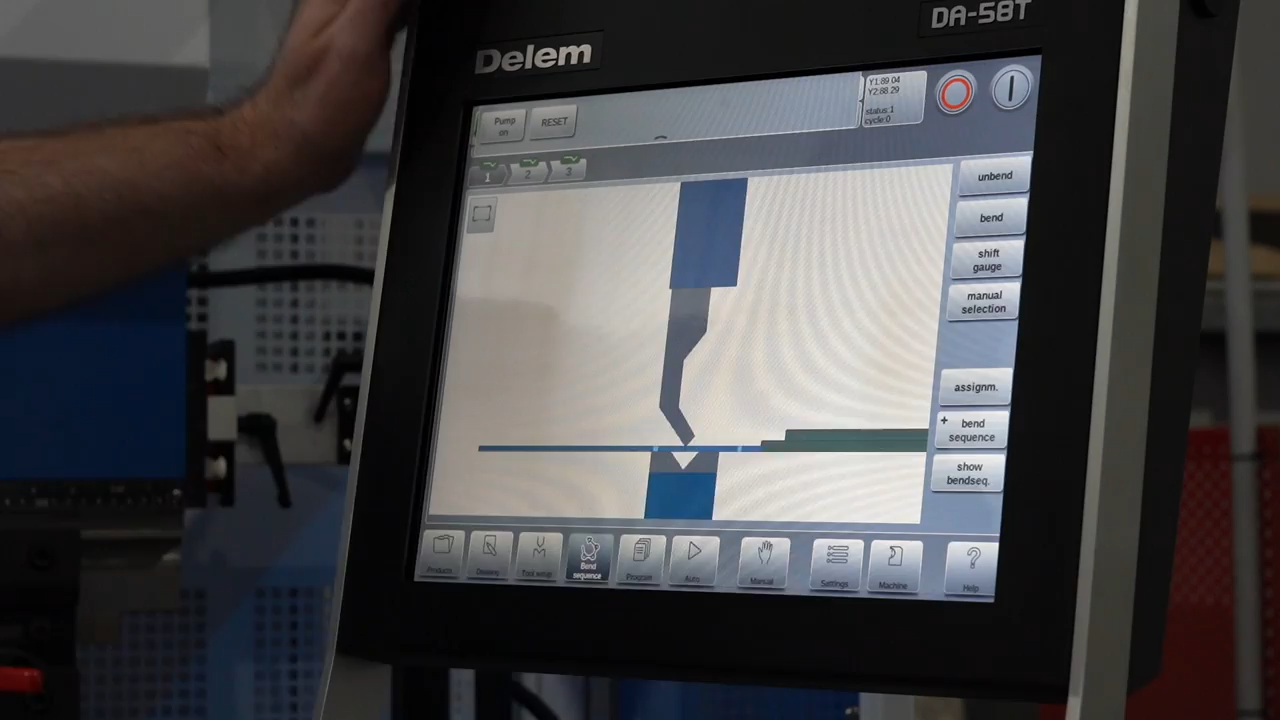 DA-58T
Delem
Y1:89.04
Y2:88.29
status:1
cycle:0
Pump
on
RESET
1 2 3
unbend
bend
shift
gauge
manual
selection
assignm.
+ bend
sequence
show
bendseq.
Products
Drawing
Tool setup
Bend
sequence
Program
Auto
Manual
Settings
Machine
? Help